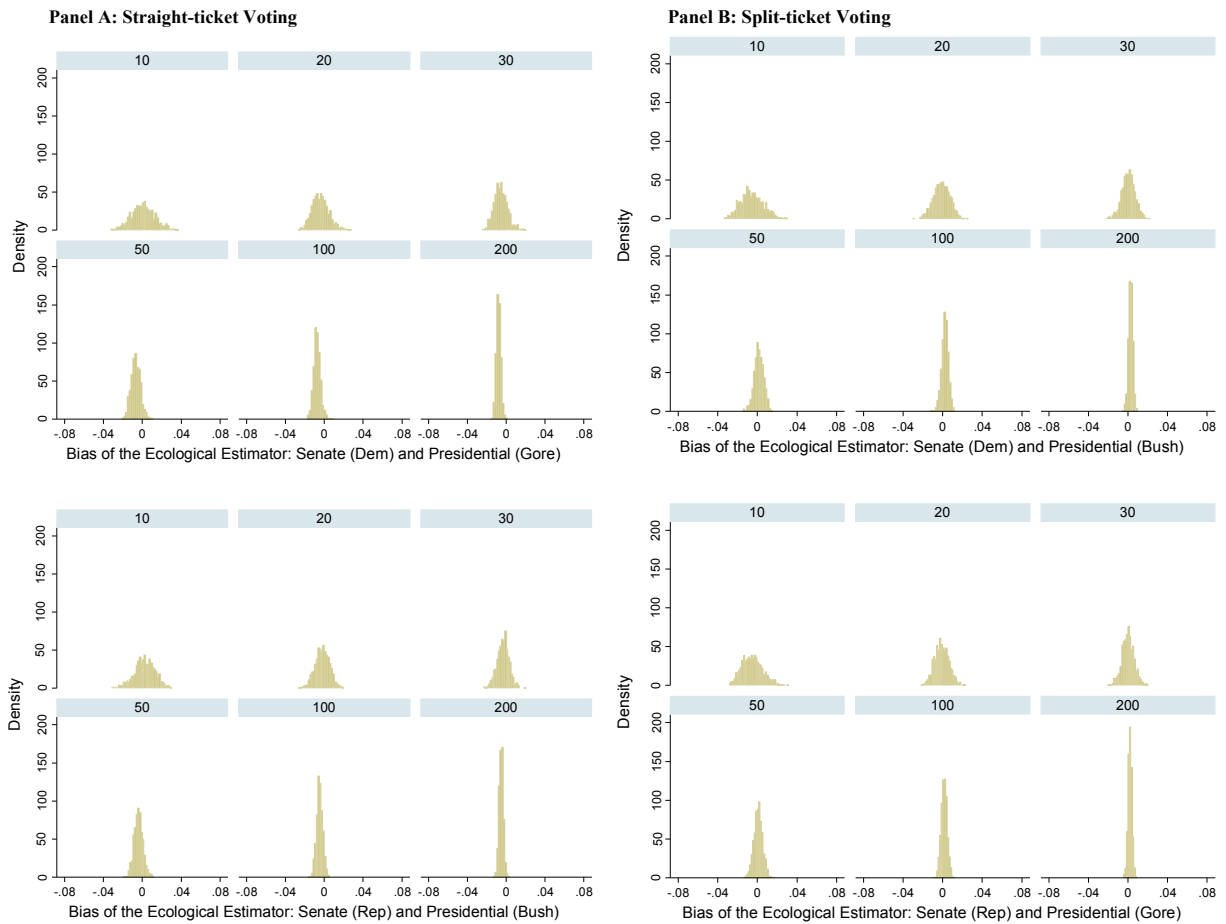 Panel A: Straight-ticket Voting
10 20 30
200
150
100
50
0
Density
50 100 200
200
150
100
50
0
-.08 -.04 0 .04 .08 -.08 -.04 0 .04 .08 -.08 -.04 0 .04 .08
Bias of the Ecological Estimator: Senate (Dem) and Presidential (Gore)
10 20 30
200
150
100
50
0
Density
50 100 200
200
150
100
50
0
-.08 -.04 0 .04 .08 -.08 -.04 0 .04 .08 -.08 -.04 0 .04 .08
Bias of the Ecological Estimator: Senate (Rep) and Presidential (Bush)
Panel B: Split-ticket Voting
10 20 30
200
150
100
50
0
Density
50 100 200
200
150
100
50
0
-.08 -.04 0 .04 .08 -.08 -.04 0 .04 .08 -.08 -.04 0 .04 .08
Bias of the Ecological Estimator: Senate (Dem) and Presidential (Bush)
10 20 30
200
150
100
50
0
Density
50 100 200
200
150
100
50
0
-.08 -.04 0 .04 .08 -.08 -.04 0 .04 .08 -.08 -.04 0 .04 .08
Bias of the Ecological Estimator: Senate (Rep) and Presidential (Gore)